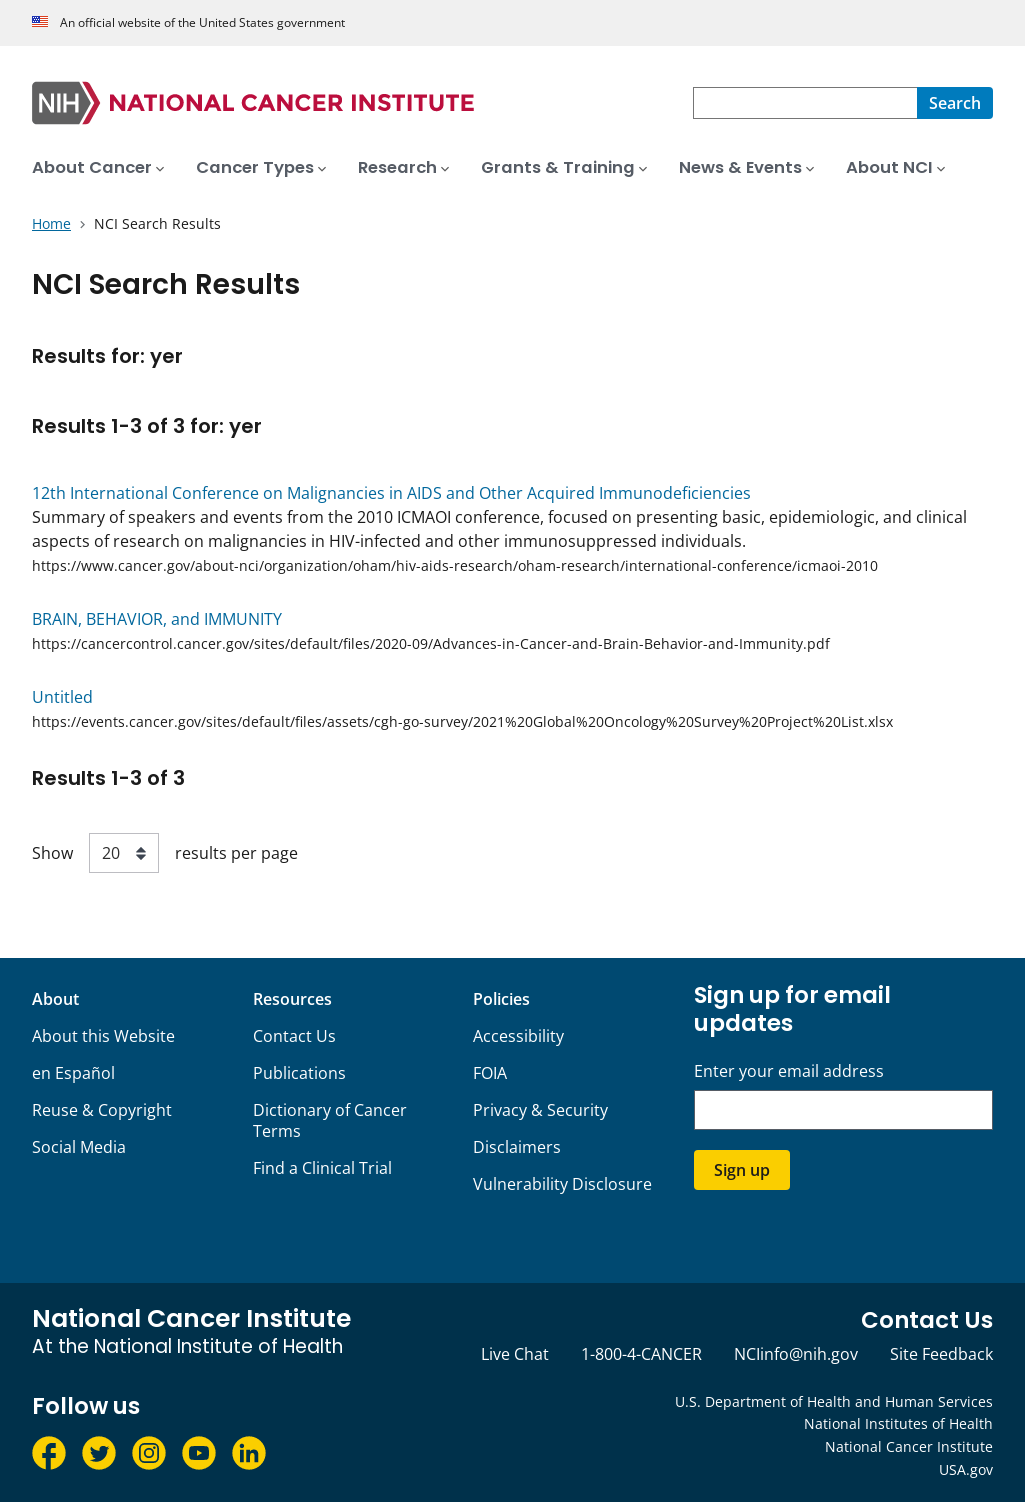 An official website of the United States government
NIH NATIONAL CANCER INSTITUTE
Search
About Cancer Cancer Types Research Grants & Training News & Events About NCI
Home NCI Search Results
NCI Search Results
Results for: yer
Results 1-3 of 3 for: yer
12th International Conference on Malignancies in AIDS and Other Acquired Immunodeficiencies
Summary of speakers and events from the 2010 ICMAOI conference, focused on presenting basic, epidemiologic, and clinical
aspects of research on malignancies in HIV-infected and other immunosuppressed individuals.
https://www.cancer.gov/about-nci/organization/oham/hiv-aids-research/oham-research/international-conference/icmaoi-2010
BRAIN, BEHAVIOR, and IMMUNITY
https://cancercontrol.cancer.gov/sites/default/files/2020-09/Advances-in-Cancer-and-Brain-Behavior-and-Immunity.pdf
Untitled
https://events.cancer.gov/sites/default/files/assets/cgh-go-survey/2021%20Global%20Oncology%20Survey%20Project%20List.xlsx
Results 1-3 of 3
Show 20 results per page
About
About this Website
en Español
Reuse & Copyright
Social Media
Resources
Contact Us
Publications
Dictionary of Cancer
Terms
Find a Clinical Trial
Policies
Accessibility
FOIA
Privacy & Security
Disclaimers
Vulnerability Disclosure
Sign up for email
updates
Enter your email address
Sign up
National Cancer Institute
At the National Institute of Health
Contact Us
Live Chat 1-800-4-CANCER NCIinfo@nih.gov Site Feedback
Follow us
U.S. Department of Health and Human Services
National Institutes of Health
National Cancer Institute
USA.gov